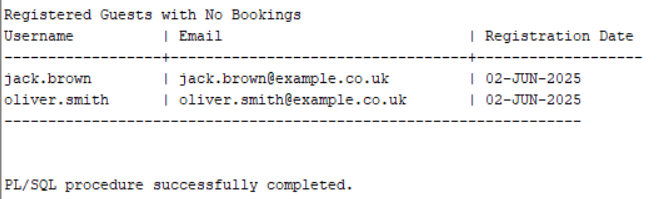 Registered Guests with No Bookings
Username           | Email                            | Registration Date
-------------------+----------------------------------+-------------------
jack.brown         | jack.brown@example.co.uk         | 02-JUN-2025
oliver.smith       | oliver.smith@example.co.uk       | 02-JUN-2025
------------------------------------------------------------------
PL/SQL procedure successfully completed.